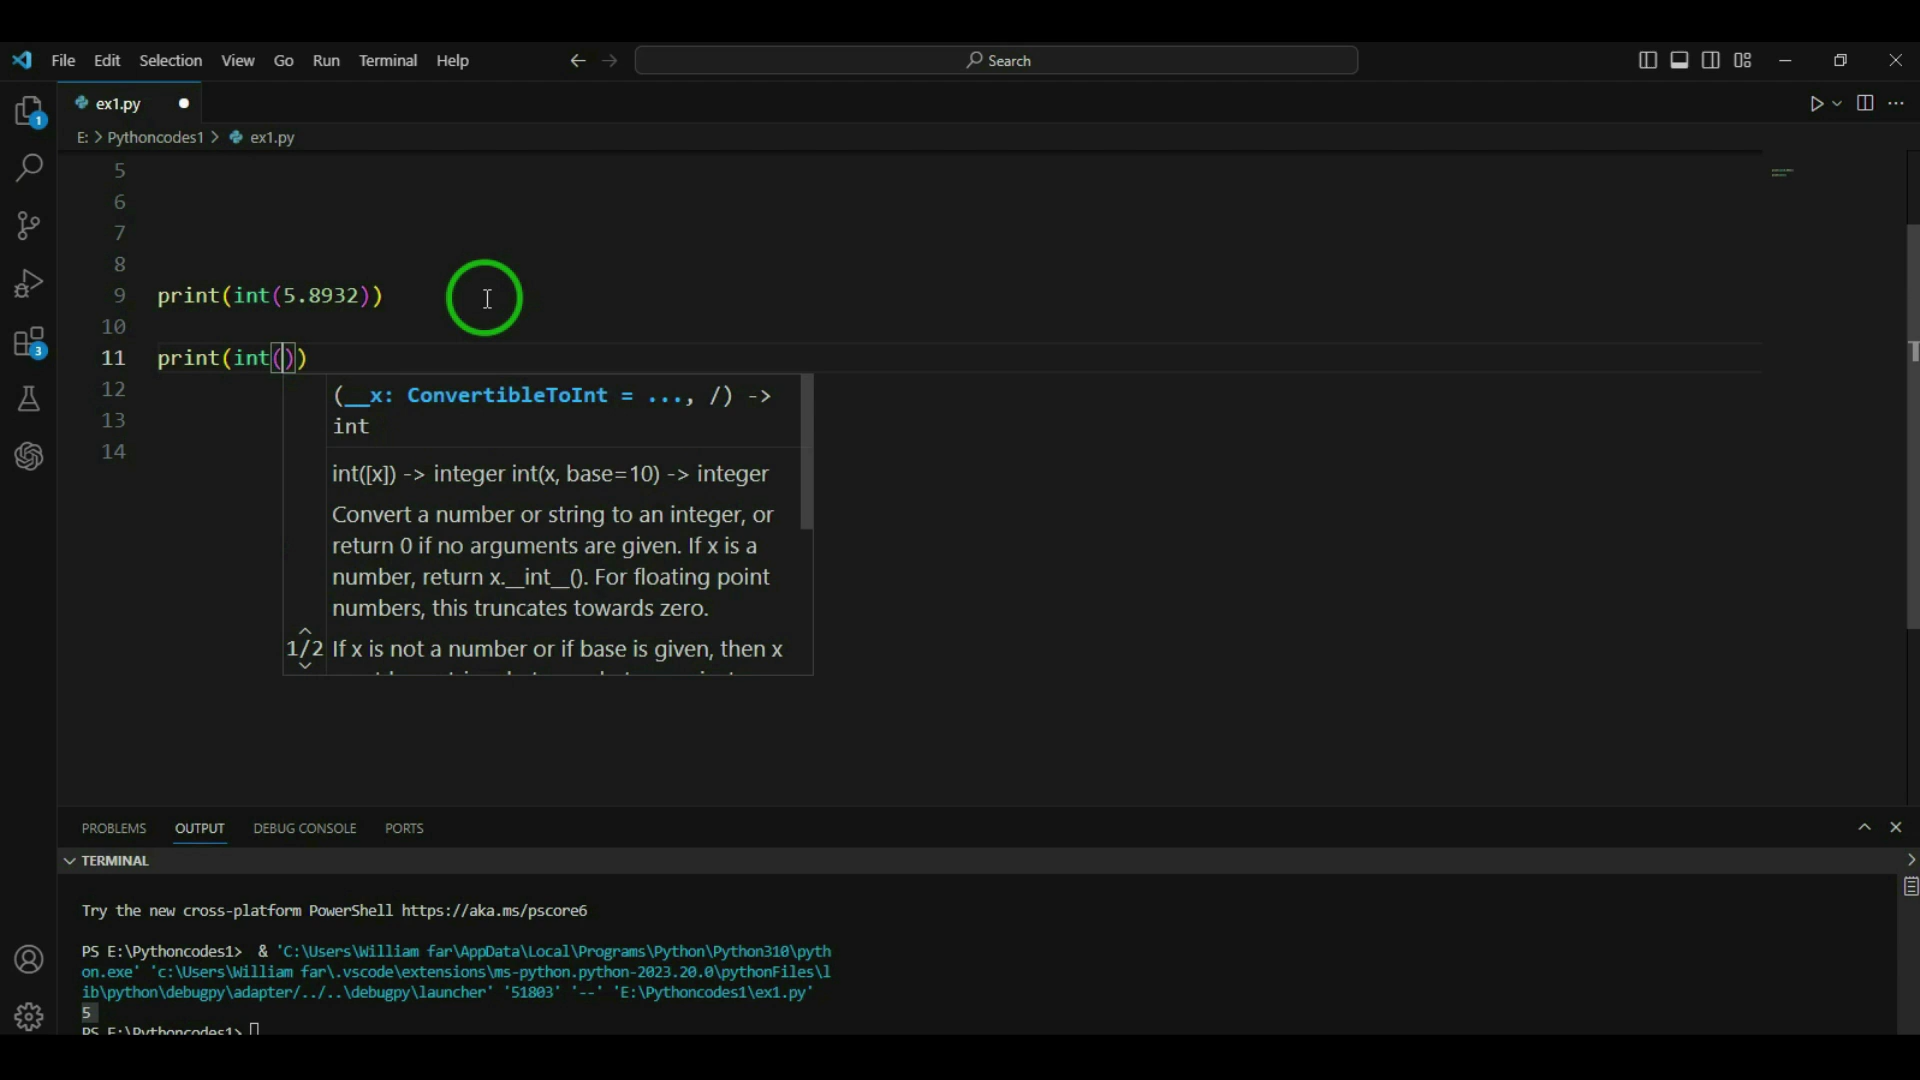 File Edit Selection View Go Run Terminal Help
Search
ex1.py
E: > Pythoncodes1 > ex1.py
1
3
5
6
7
8
9 print(int(5.8932))
10
11 print(int())
12
13
14
(__x: ConvertibleToInt = ..., /) ->
int
int([x]) -> integer int(x, base=10) -> integer
Convert a number or string to an integer, or
return 0 if no arguments are given. If x is a
number, return x.__int__(). For floating point
numbers, this truncates towards zero.
1/2 If x is not a number or if base is given, then x
PROBLEMS OUTPUT DEBUG CONSOLE PORTS
TERMINAL
Try the new cross-platform PowerShell https://aka.ms/pscore6
PS E:\Pythoncodes1> & 'C:\Users\William far\AppData\Local\Programs\Python\Python310\pyth
on.exe' 'c:\Users\William far\.vscode\extensions\ms-python.python-2023.20.0\pythonFiles\l
ib\python\debugpy\adapter/../..\debugpy\launcher' '51803' '--' 'E:\Pythoncodes1\ex1.py'
5
PS E:\Pythoncodes1>